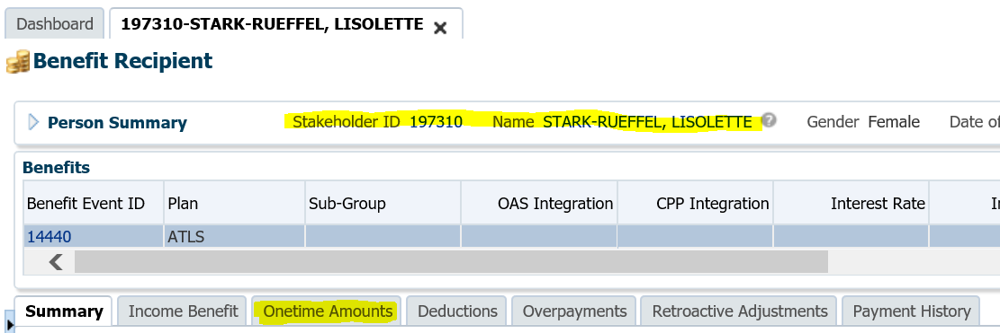 Dashboard 197310-STARK-RUEFFEL, LISOLETTE
Benefit Recipient
Person Summary Stakeholder ID 197310 Name STARK-RUEFFEL, LISOLETTE ? Gender Female Date of
Benefits
Benefit Event ID Plan Sub-Group OAS Integration CPP Integration Interest Rate
14440 ATLS
Summary Income Benefit Onetime Amounts Deductions Overpayments Retroactive Adjustments Payment History